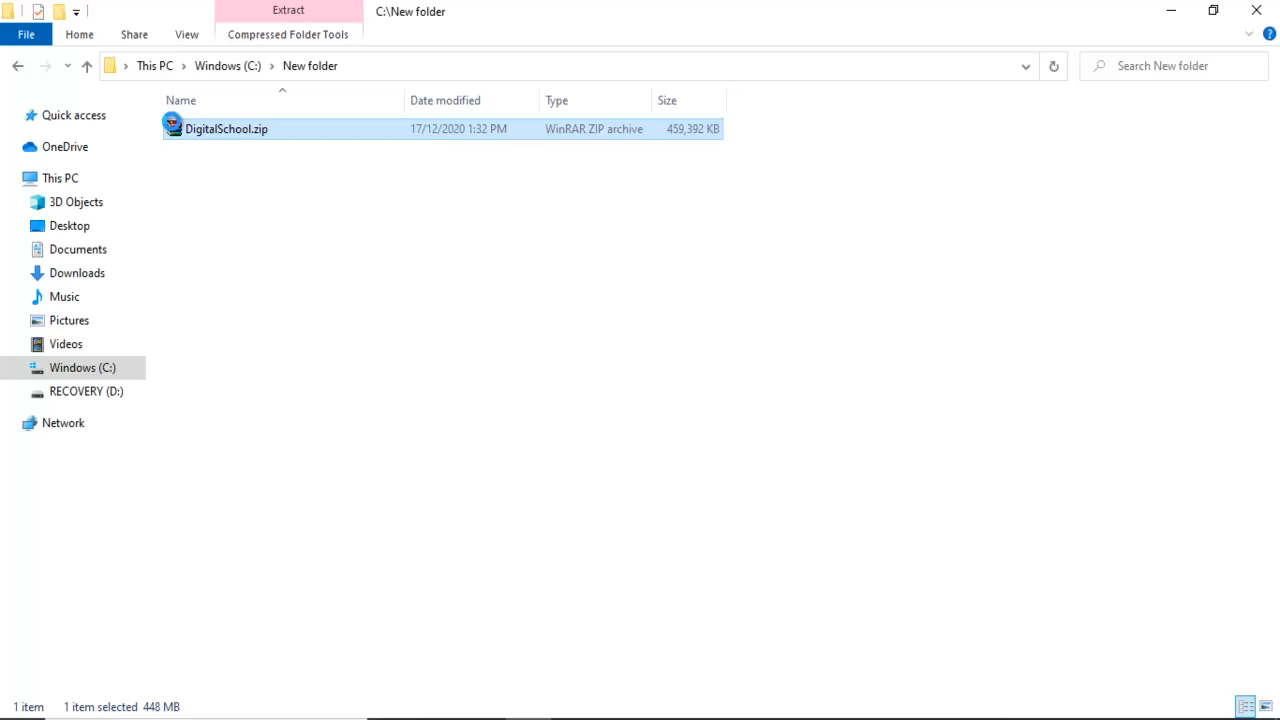 Extract
C:\New folder
File
Home
Share
View
Compressed Folder Tools
This PC
Windows (C:)
New folder
Search New folder
Name
Date modified
Type
Size
DigitalSchool.zip
17/12/2020 1:32 PM
WinRAR ZIP archive
459,392 KB
Quick access
OneDrive
This PC
3D Objects
Desktop
Documents
Downloads
Music
Pictures
Videos
Windows (C:)
RECOVERY (D:)
Network
1 item
1 item selected 448 MB